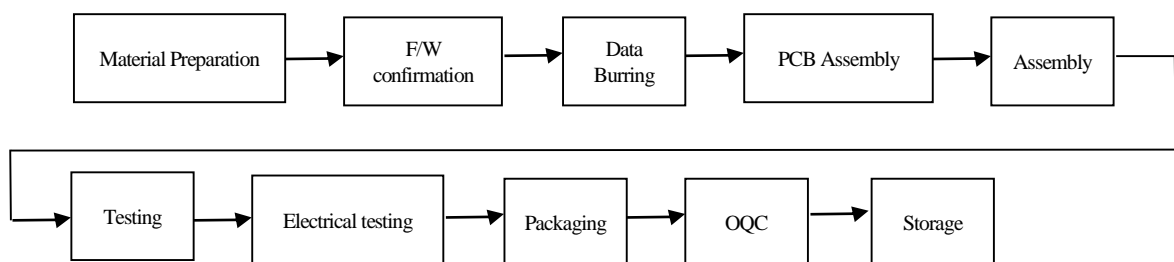 Material Preparation
F/W
confirmation
Data
Burring
PCB Assembly
Assembly
Testing
Electrical testing
Packaging
OQC
Storage